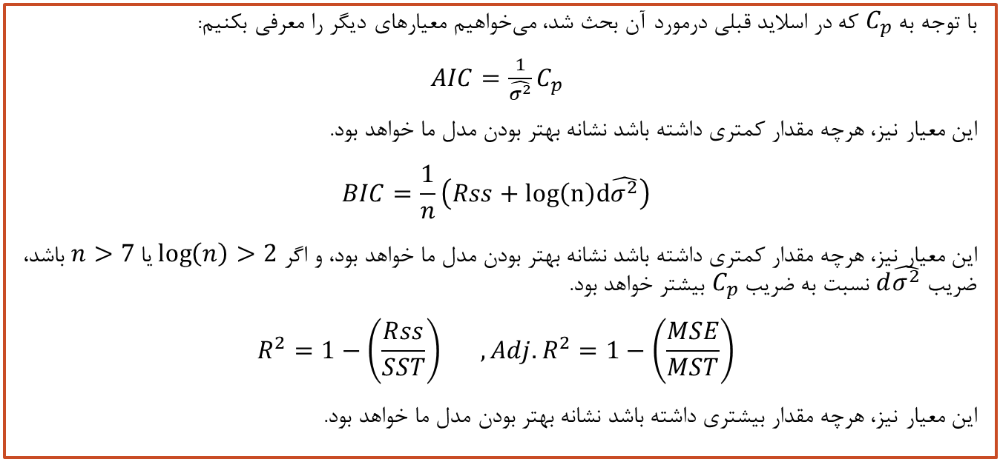 با توجه به $C_p$ که در اسلاید قبلی درمورد آن بحث شد، می‌خواهیم معیارهای دیگر را معرفی بکنیم:
$AIC = \frac{1}{\widehat{\sigma^2}} C_p$
این معیار نیز، هرچه مقدار کمتری داشته باشد نشانه بهتر بودن مدل ما خواهد بود.
$BIC = \frac{1}{n}\left(Rss + \log(n)d\widehat{\sigma^2}\right)$
این معیار نیز، هرچه مقدار کمتری داشته باشد نشانه بهتر بودن مدل ما خواهد بود، و اگر $\log(n) > 2$ یا $n > 7$ باشد،
ضریب $d\widehat{\sigma^2}$ نسبت به ضریب $C_p$ بیشتر خواهد بود.
$R^2 = 1 - \left(\frac{Rss}{SST}\right) \quad , Adj. R^2 = 1 - \left(\frac{MSE}{MST}\right)$
این معیار نیز، هرچه مقدار بیشتری داشته باشد نشانه بهتر بودن مدل ما خواهد بود.